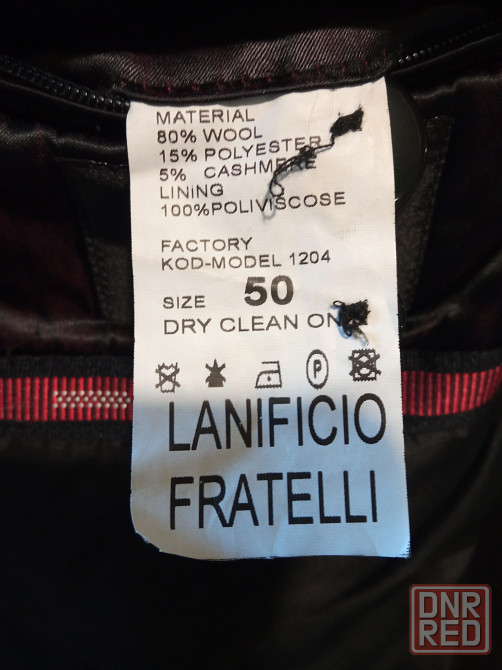 MATERIAL
80% WOOL
15% POLYESTER
5% CASHMERE
LINiNG
100%POLIVISCOSE
FACTORY
KOD-MODEL 1204
SIZE 50
DRY CLEAN
P
LANiFICIO
FRATELLI
DNR
RED